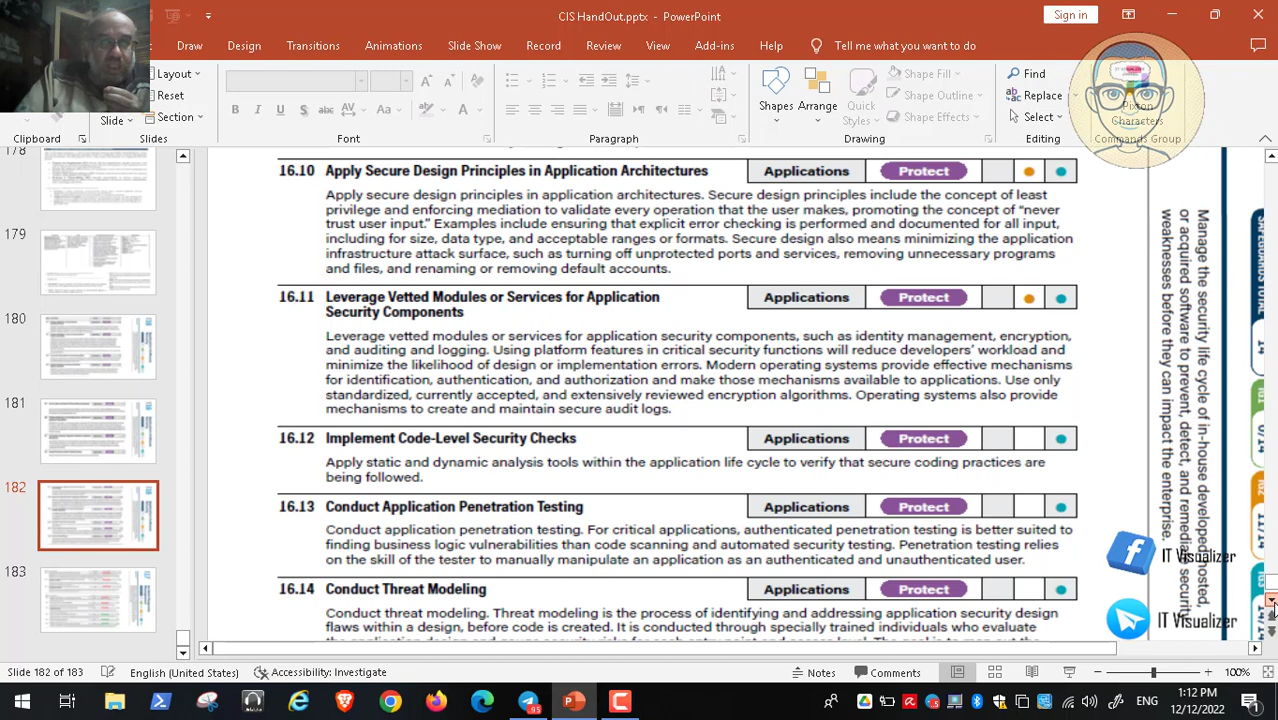 CIS HandOut.pptx - PowerPoint
Sign in
Draw Design Transitions Animations Slide Show Record Review View Add-ins Help Tell me what you want to do
Layout
Reset
Slide
Section
Shapes Arrange Quick Styles
Shape Fill
Shape Outline
Shape Effects
Find
Replace
Select
Pixton
Characters
Commands Group
Clipboard Slides Font Paragraph Drawing Editing
178
179
180
181
182
183
16.10 Apply Secure Design Principles in Application Architectures Applications Protect
Apply secure design principles in application architectures. Secure design principles include the concept of least
privilege and enforcing mediation to validate every operation that the user makes, promoting the concept of “never
trust user input.” Examples include ensuring that explicit error checking is performed and documented for all input,
including for size, data type, and acceptable ranges or formats. Secure design also means minimizing the application
infrastructure attack surface, such as turning off unprotected ports and services, removing unnecessary programs
and files, and renaming or removing default accounts.
16.11 Leverage Vetted Modules or Services for Application Applications Protect
Security Components
Leverage vetted modules or services for application security components, such as identity management, encryption,
and auditing and logging. Using platform features in critical security functions will reduce developers’ workload and
minimize the likelihood of design or implementation errors. Modern operating systems provide effective mechanisms
for identification, authentication, and authorization and make those mechanisms available to applications. Use only
standardized, currently accepted, and extensively reviewed encryption algorithms. Operating systems also provide
mechanisms to create and maintain secure audit logs.
16.12 Implement Code-Level Security Checks Applications Protect
Apply static and dynamic analysis tools within the application life cycle to verify that secure coding practices are
being followed.
16.13 Conduct Application Penetration Testing Applications Protect
Conduct application penetration testing. For critical applications, authenticated penetration testing is better suited to
finding business logic vulnerabilities than code scanning and automated security testing. Penetration testing relies
on the skill of the tester to manually manipulate an application as an authenticated and unauthenticated user.
16.14 Conduct Threat Modeling Applications Protect
Conduct threat modeling. Threat modeling is the process of identifying and addressing application security design
flaws within a design, before code is created. It is conducted through specially trained individuals who evaluate
Manage the security life cycle of in-house developed, hosted,
or acquired software to prevent, detect, and remediate security
weaknesses before they can impact the enterprise.
IT Visualizer
IT Visualizer
Slide 182 of 183 English (United States) Accessibility: Investigate Notes Comments 100%
95
ENG
1:12 PM
12/12/2022